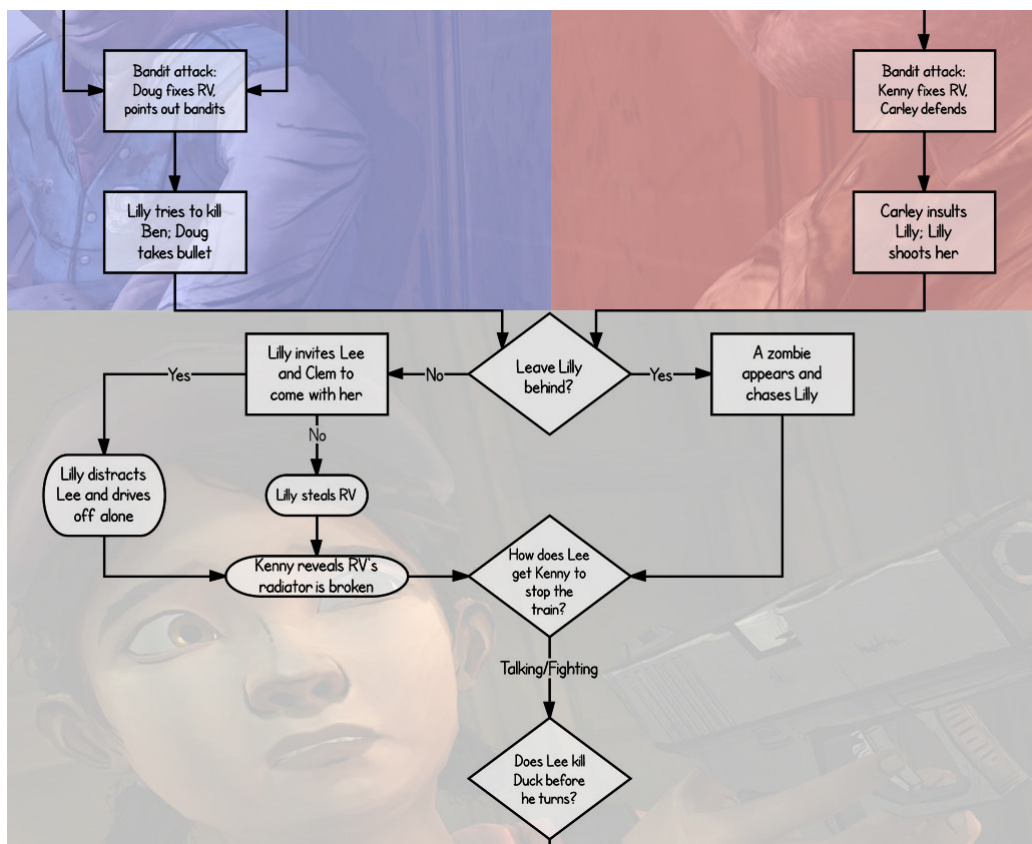 Bandit attack:
Doug fixes RV,
points out bandits
Bandit attack:
Kenny fixes RV,
Carley defends
Lilly tries to kill
Ben; Doug
takes bullet
Carley insults
Lilly; Lilly
shoots her
Leave Lilly
behind?
No
Yes
Lilly invites Lee
and Clem to
come with her
A zombie
appears and
chases Lilly
Yes
No
Lilly distracts
Lee and drives
off alone
Lilly steals RV
Kenny reveals RV's
radiator is broken
How does Lee
get Kenny to
stop the
train?
Talking/Fighting
Does Lee kill
Duck before
he turns?